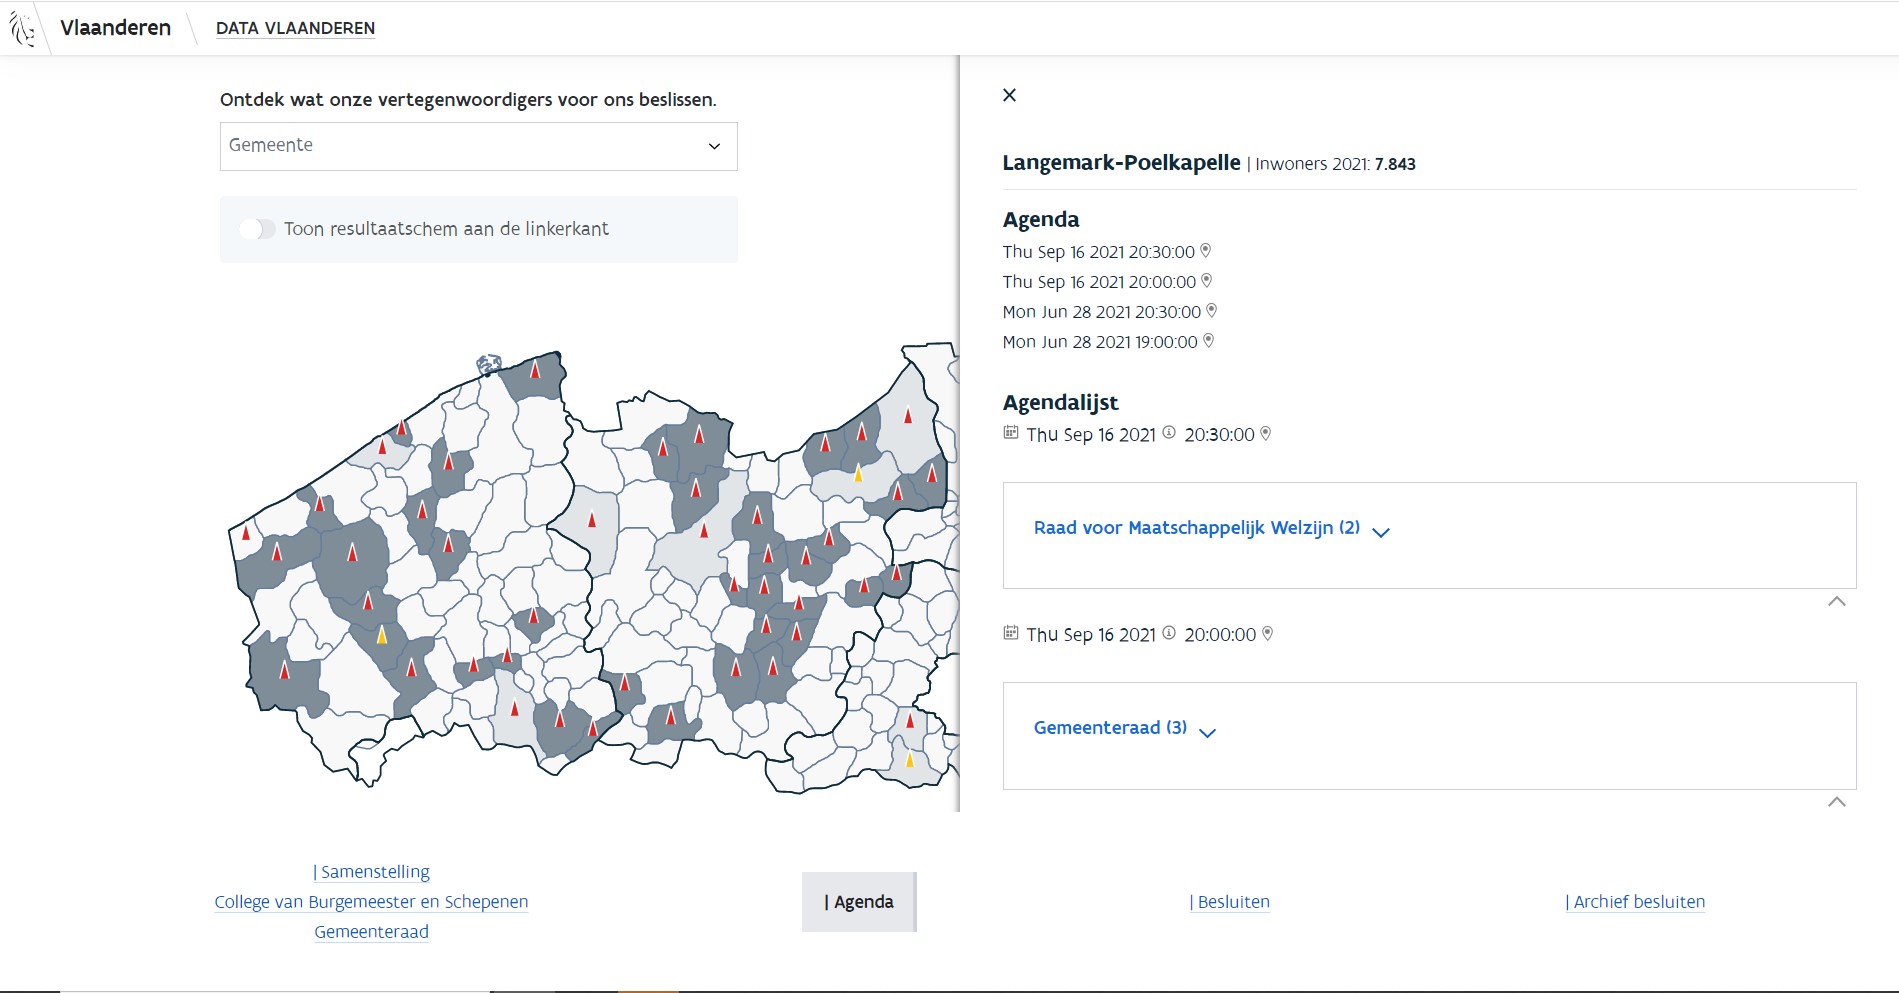 Vlaanderen
DATA VLAANDEREN
Ontdek wat onze vertegenwoordigers voor ons beslissen.
Gemeente
Toon resultaatschem aan de linkerkant
Langemark-Poelkapelle | Inwoners 2021: 7.843
Agenda
Thu Sep 16 2021 20:30:00
Thu Sep 16 2021 20:00:00
Mon Jun 28 2021 20:30:00
Mon Jun 28 2021 19:00:00
Agendalijst
Thu Sep 16 2021 20:30:00
Raad voor Maatschappelijk Welzijn (2)
Thu Sep 16 2021 20:00:00
Gemeenteraad (3)
| Samenstelling
College van Burgemeester en Schepenen
Gemeenteraad
| Agenda
| Besluiten
| Archief besluiten